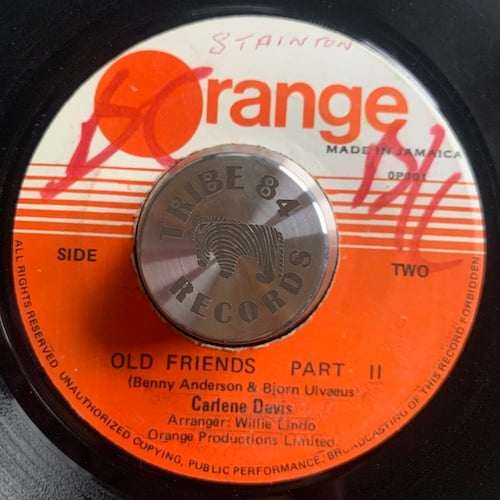 STAINTON
Orange
MADE IN JAMAICA
OP001
TRIBE 84
RECORDS
SIDE
TWO
OLD FRIENDS PART II
(Benny Anderson & Bjorn Ulvaeus
Carlene Davis
Arranger: Willie Lindo
Orange Productions Limited
ALL RIGHTS RESERVED. UNAUTHORIZED COPYING, PUBLIC PERFORMANCE, BROADCASTING OF THIS RECORD FORBIDDEN